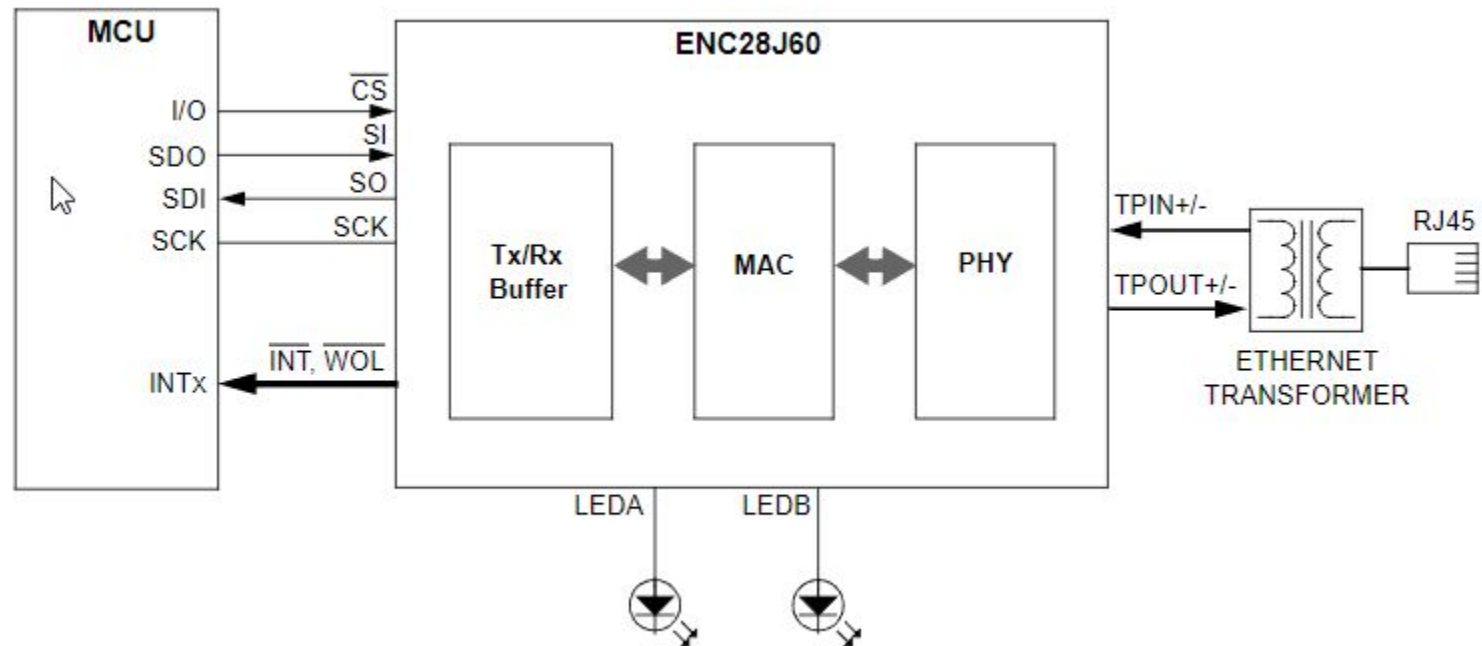 MCU
ENC28J60
I/O
CS
SDO
SI
SDI
SO
SCK
SCK
INTx
INT, WOL
Tx/Rx
Buffer
MAC
PHY
TPIN+/-
TPOUT+/-
RJ45
ETHERNET
TRANSFORMER
LEDA
LEDB